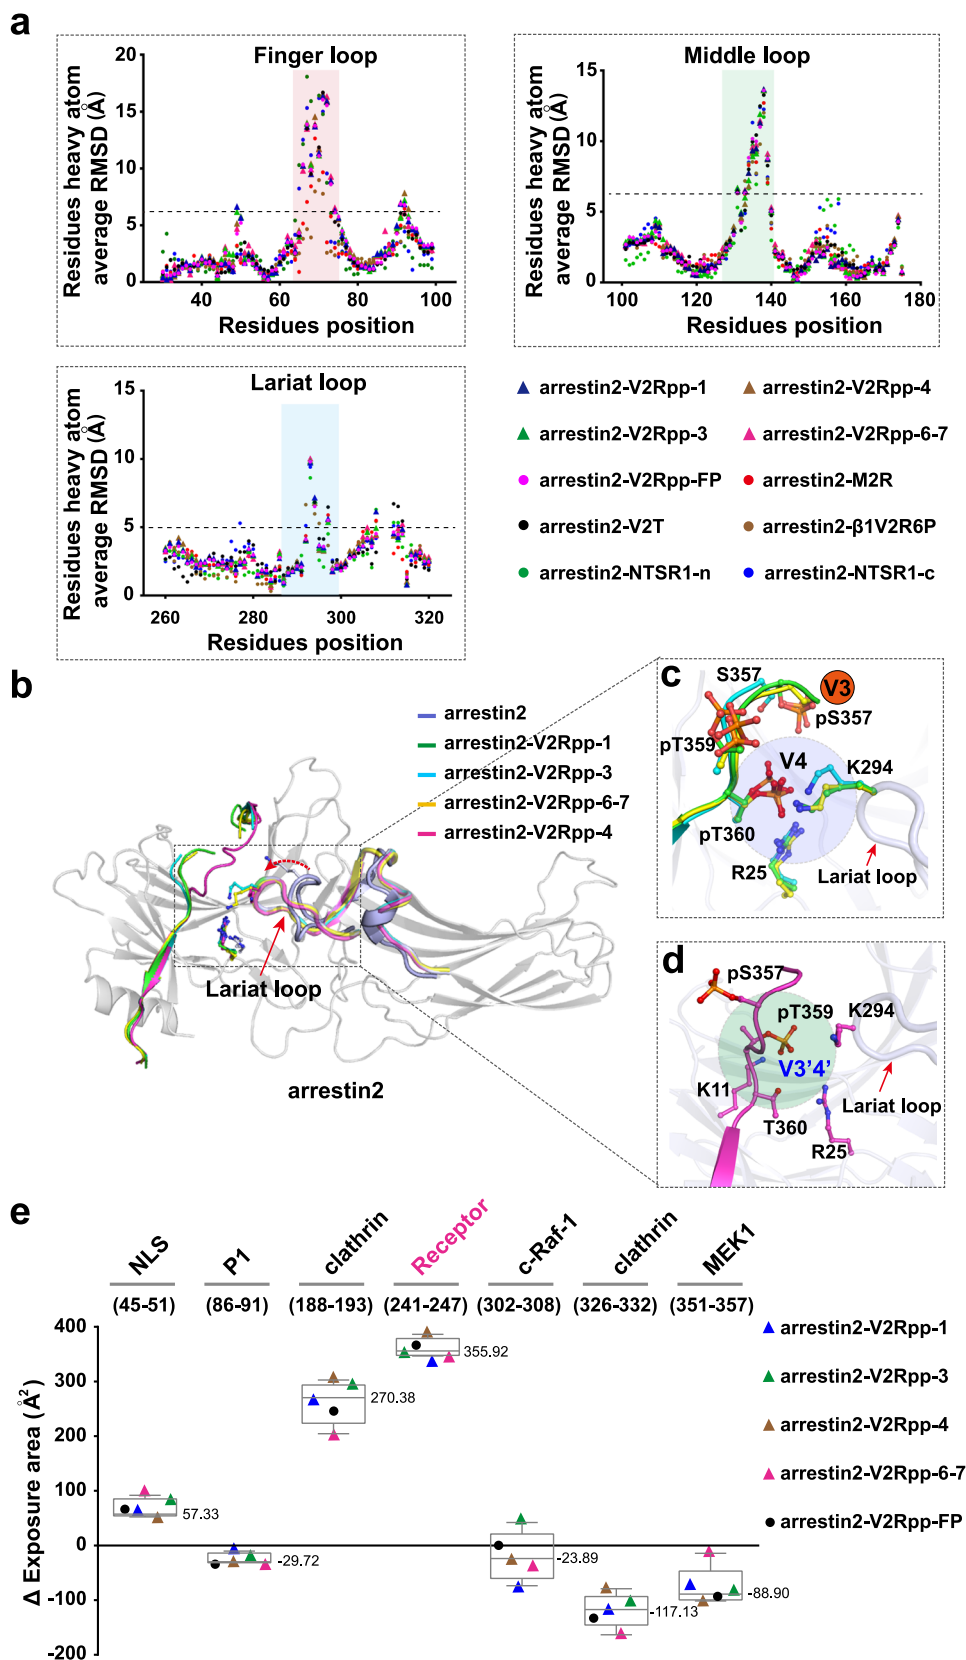 a
Finger loop
Residues heavy atom
average RMSD (Å)
20
15
10
5
0
40
60
80
100
Residues position
Middle loop
Residues heavy atom
average RMSD (Å)
15
10
5
0
100
120
140
160
180
Residues position
Lariat loop
Residues heavy atom
average RMSD (Å)
15
10
5
0
260
280
300
320
Residues position
arrestin2-V2Rpp-1
arrestin2-V2Rpp-4
arrestin2-V2Rpp-3
arrestin2-V2Rpp-6-7
arrestin2-V2Rpp-FP
arrestin2-M2R
arrestin2-V2T
arrestin2-β1V2R6P
arrestin2-NTSR1-n
arrestin2-NTSR1-c
b
arrestin2
arrestin2-V2Rpp-1
arrestin2-V2Rpp-3
arrestin2-V2Rpp-6-7
arrestin2-V2Rpp-4
Lariat loop
arrestin2
c
S357
V3
pS357
pT359
V4
K294
pT360
R25
Lariat loop
d
pS357
pT359
K294
V3'4'
K11
Lariat loop
T360
R25
e
NLS
P1
clathrin
Receptor
c-Raf-1
clathrin
MEK1
(45-51)
(86-91)
(188-193)
(241-247)
(302-308)
(326-332)
(351-357)
Δ Exposure area (Å²)
400
300
200
100
0
-100
-200
57.33
-29.72
270.38
355.92
-23.89
-117.13
-88.90
arrestin2-V2Rpp-1
arrestin2-V2Rpp-3
arrestin2-V2Rpp-4
arrestin2-V2Rpp-6-7
arrestin2-V2Rpp-FP